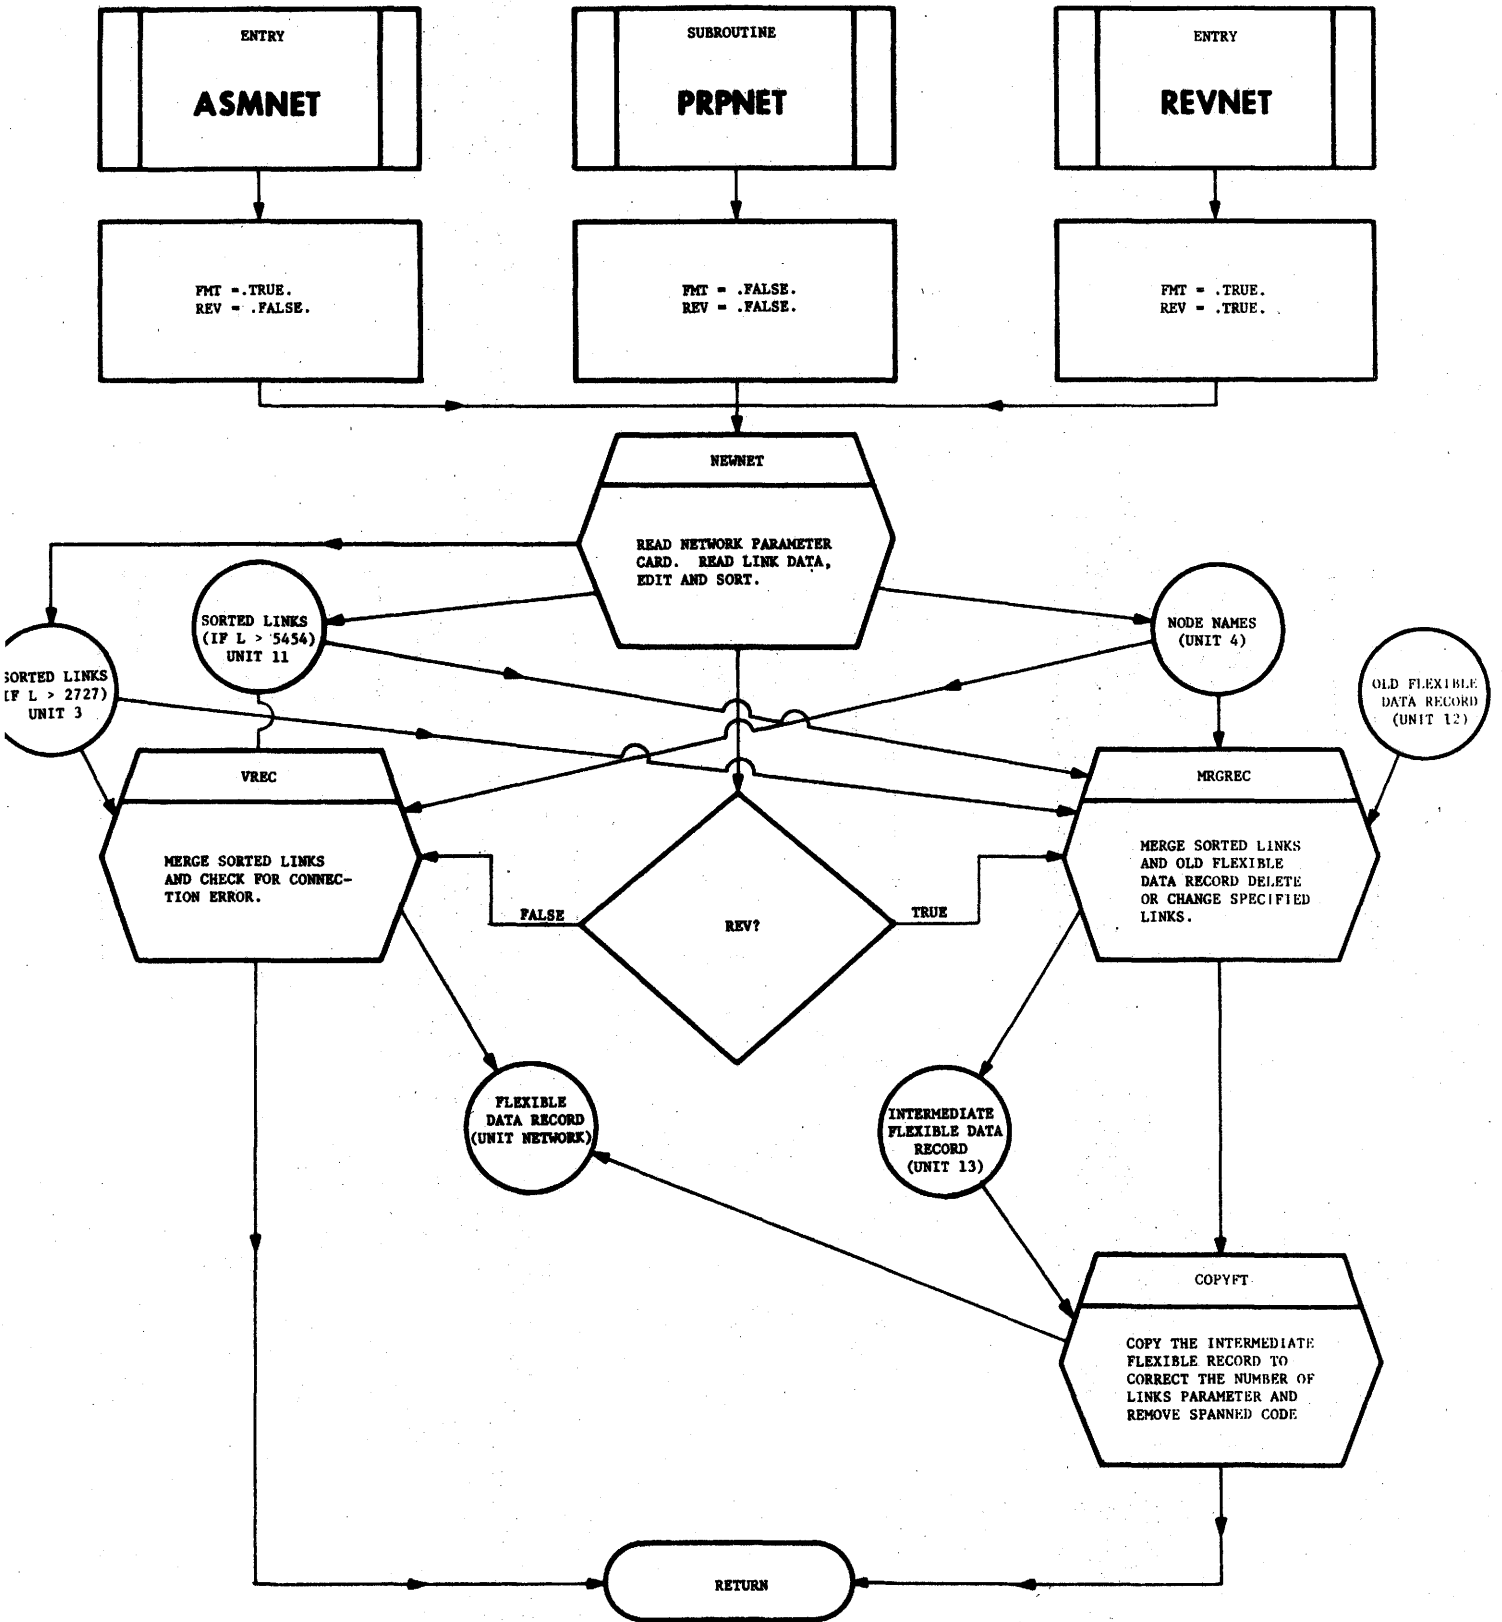 ENTRY
ASMNET
SUBROUTINE
PRPNET
ENTRY
REVNET
FMT =.TRUE.
REV = .FALSE.
FMT = .FALSE.
REV = .FALSE.
FMT = .TRUE.
REV = .TRUE.
NEWNET
READ NETWORK PARAMETER
CARD. READ LINK DATA,
EDIT AND SORT.
SORTED LINKS
(IF L > 5454)
UNIT 11
NODE NAMES
(UNIT 4)
SORTED LINKS
IF L > 2727)
UNIT 3
OLD FLEXIBLE
DATA RECORD
(UNIT 12)
VREC
MERGE SORTED LINKS
AND CHECK FOR CONNEC-
TION ERROR.
MRGREC
MERGE SORTED LINKS
AND OLD FLEXIBLE
DATA RECORD DELETE
OR CHANGE SPECIFIED
LINKS.
FALSE
REV?
TRUE
FLEXIBLE
DATA RECORD
(UNIT NETWORK)
INTERMEDIATE
FLEXIBLE DATA
RECORD
(UNIT 13)
COPYFT
COPY THE INTERMEDIATE
FLEXIBLE RECORD TO
CORRECT THE NUMBER OF
LINKS PARAMETER AND
REMOVE SPANNED CODE
RETURN